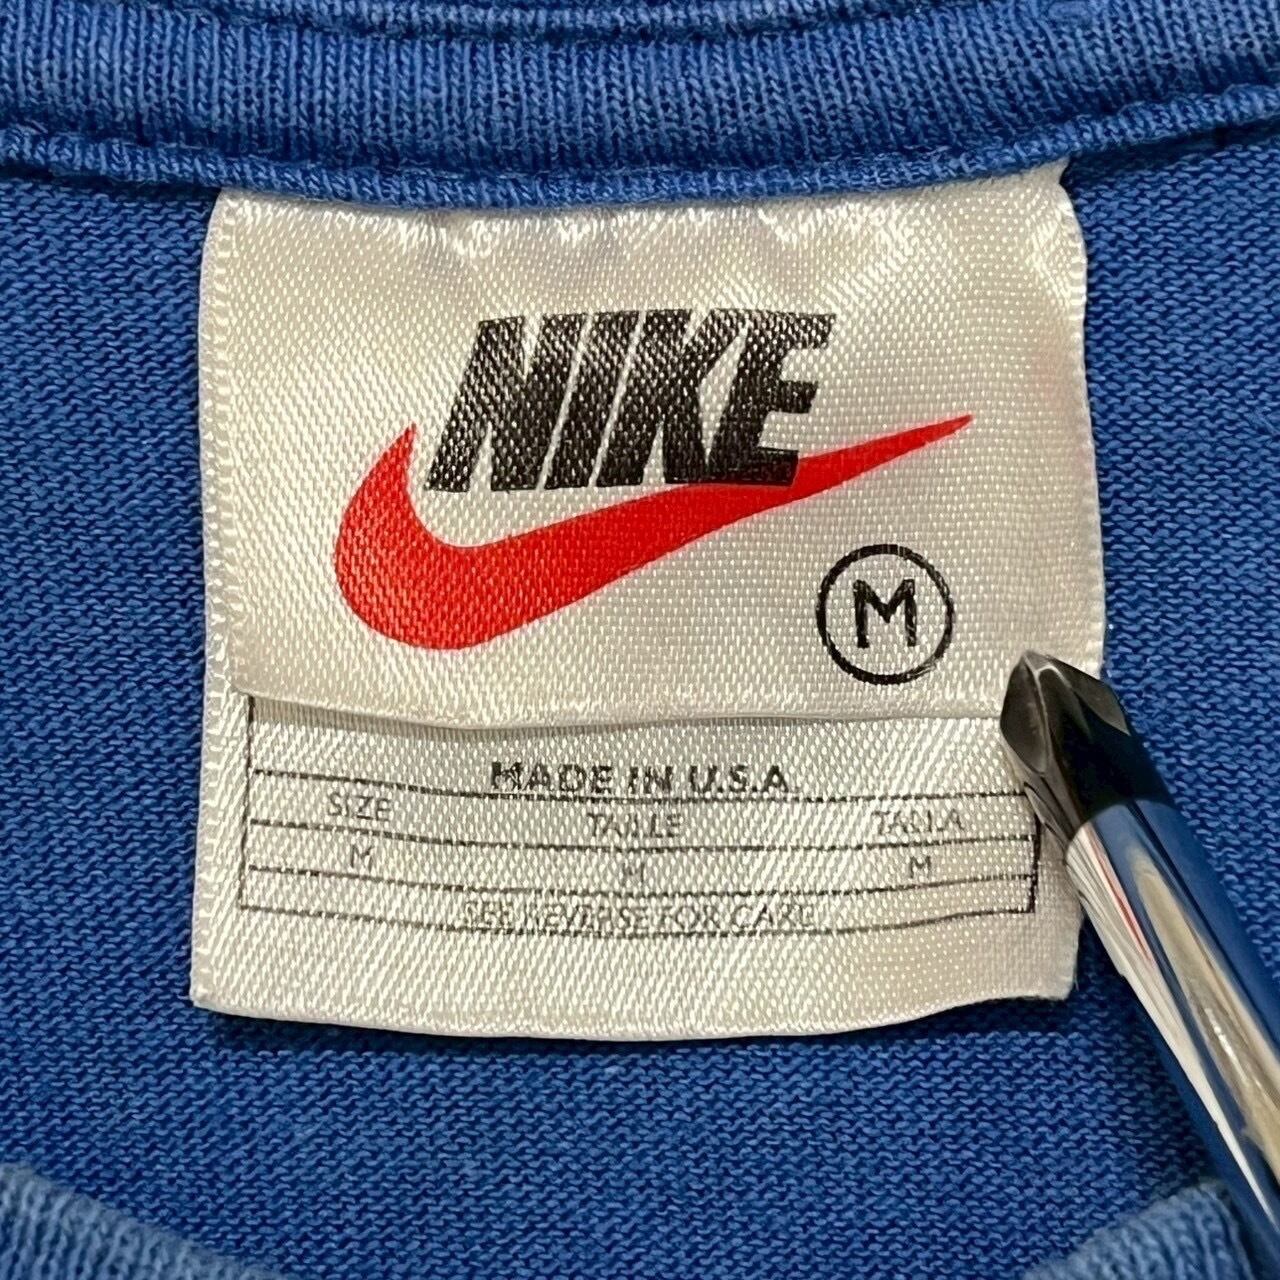 NIKE
M
MADE IN U.S.A
SIZE TAILLE TALLA
M M M
SEE REVERSE FOR CARE